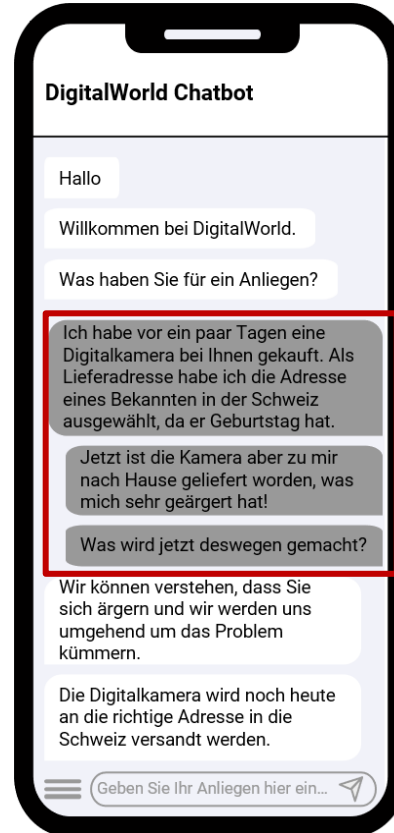 DigitalWorld Chatbot
Hallo
Willkommen bei DigitalWorld.
Was haben Sie für ein Anliegen?
Ich habe vor ein paar Tagen eine
Digitalkamera bei Ihnen gekauft. Als
Lieferadresse habe ich die Adresse
eines Bekannten in der Schweiz
ausgewählt, da er Geburtstag hat.
Jetzt ist die Kamera aber zu mir
nach Hause geliefert worden, was
mich sehr geärgert hat!
Was wird jetzt deswegen gemacht?
Wir können verstehen, dass Sie
sich ärgern und wir werden uns
umgehend um das Problem
kümmern.
Die Digitalkamera wird noch heute
an die richtige Adresse in die
Schweiz versandt werden.
Geben Sie Ihr Anliegen hier ein...